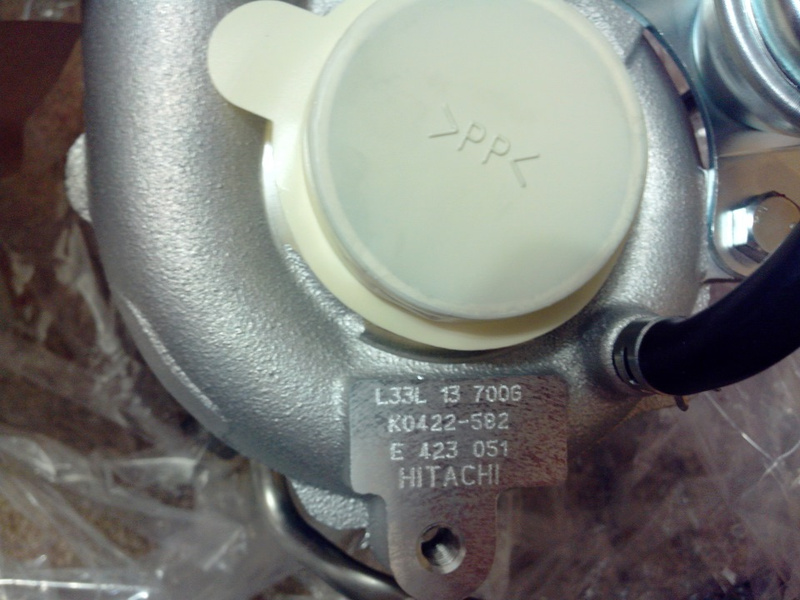 >PP<
L33L 13 700G
K0422-582
E 423 051
HITACHI